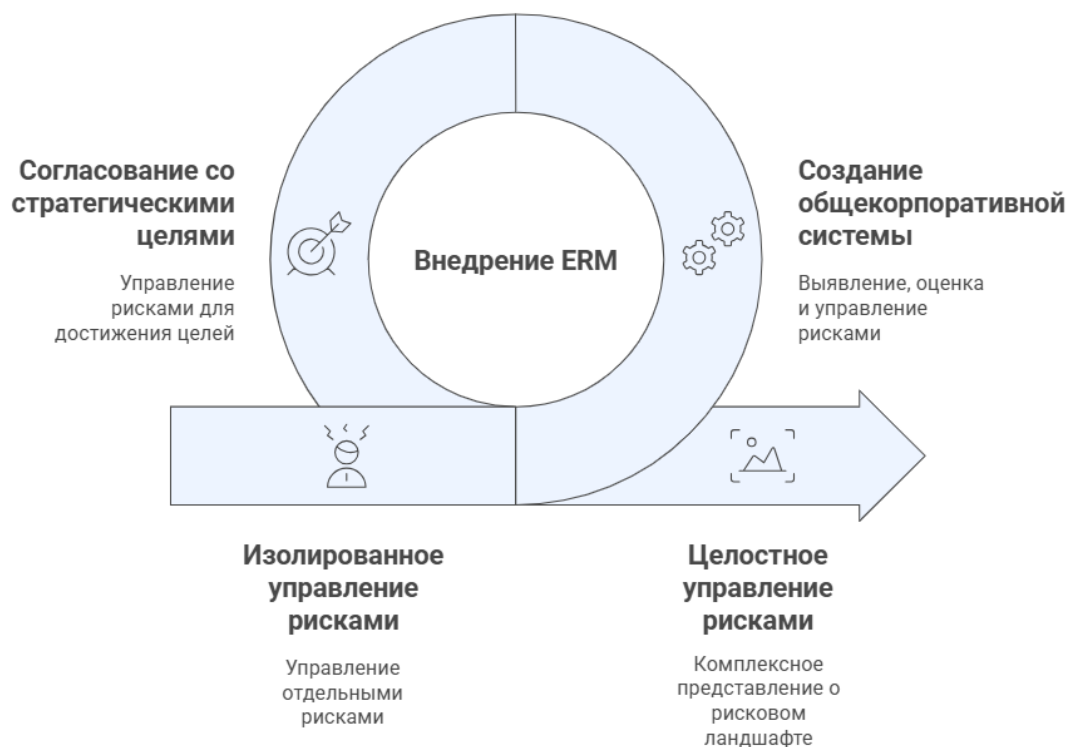 Согласование со
стратегическими
целями
Управление
рисками для
достижения целей
Внедрение ERM
Создание
общекорпоративной
системы
Выявление, оценка
и управление
рисками
Изолированное
управление
рисками
Управление
отдельными
рисками
Целостное
управление
рисками
Комплексное
представление о
рисковом
ландшафте